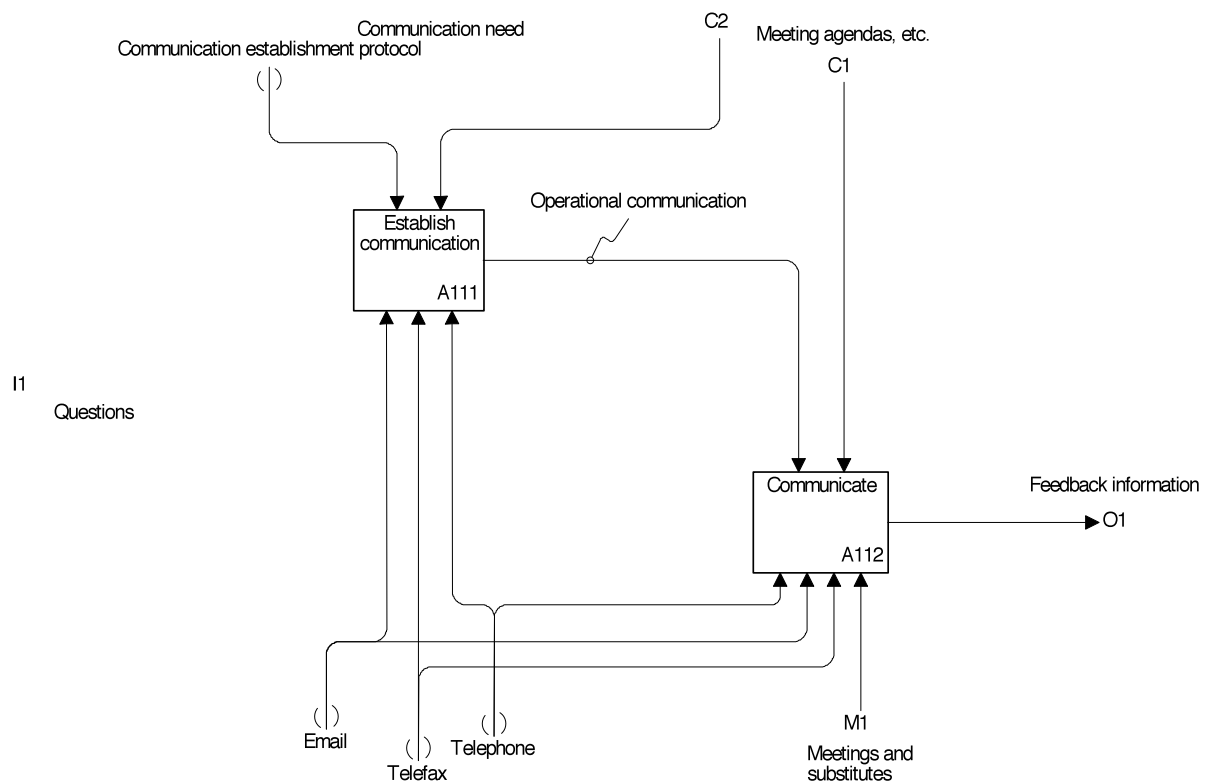 C2
Communication need
Meeting agendas, etc.
Communication establishment protocol
C1
Operational communication
Establish
communication
A111
I1
Questions
Communicate
Feedback information
O1
A112
M1
Email
Telephone
Meetings and
substitutes
Telefax